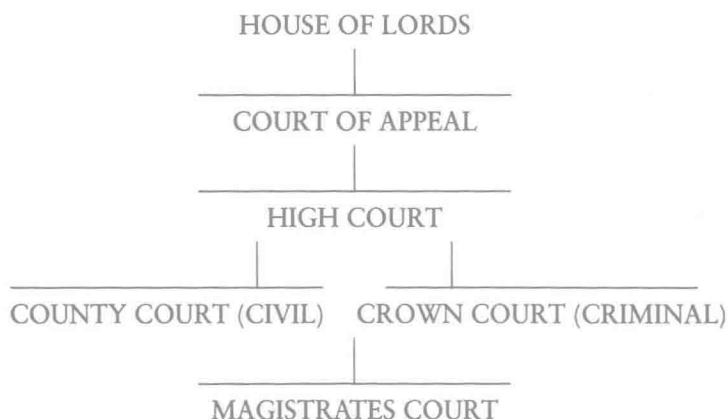 HOUSE OF LORDS
COURT OF APPEAL
HIGH COURT
COUNTY COURT (CIVIL) CROWN COURT (CRIMINAL)
MAGISTRATES COURT